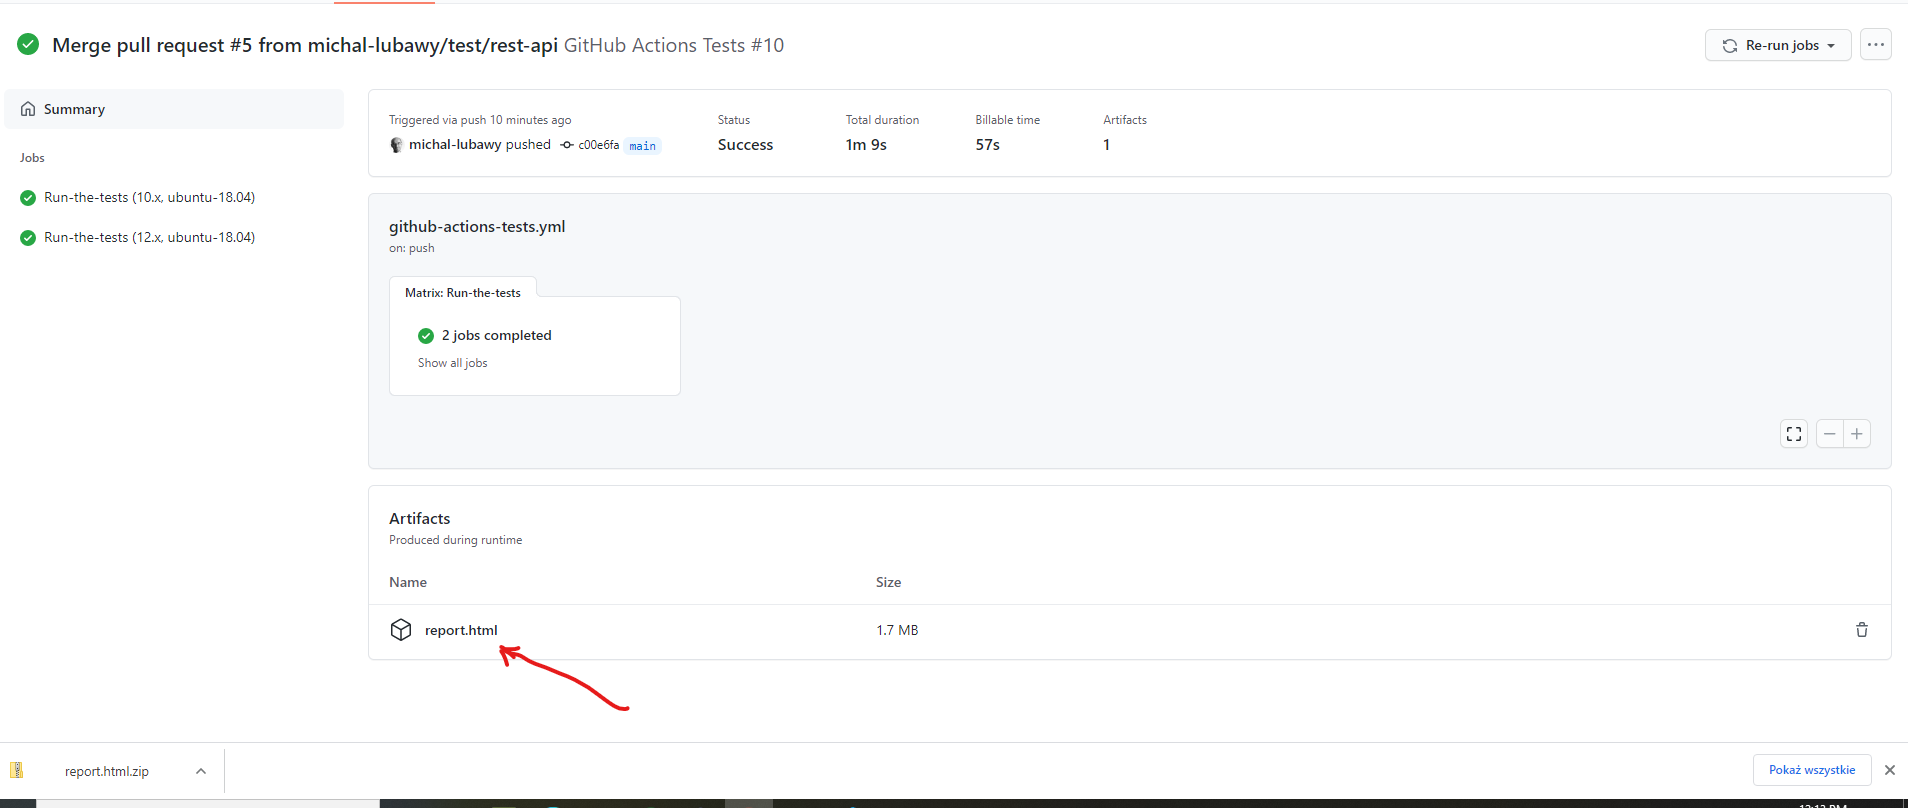 Merge pull request #5 from michal-lubawy/test/rest-api GitHub Actions Tests #10
Re-run jobs
Summary
Jobs
Run-the-tests (10.x, ubuntu-18.04)
Run-the-tests (12.x, ubuntu-18.04)
Triggered via push 10 minutes ago
michal-lubawy pushed c00e6fa main
Status
Success
Total duration
1m 9s
Billable time
57s
Artifacts
1
github-actions-tests.yml
on: push
Matrix: Run-the-tests
2 jobs completed
Show all jobs
Artifacts
Produced during runtime
Name Size
report.html 1.7 MB
report.html.zip
Pokaż wszystkie